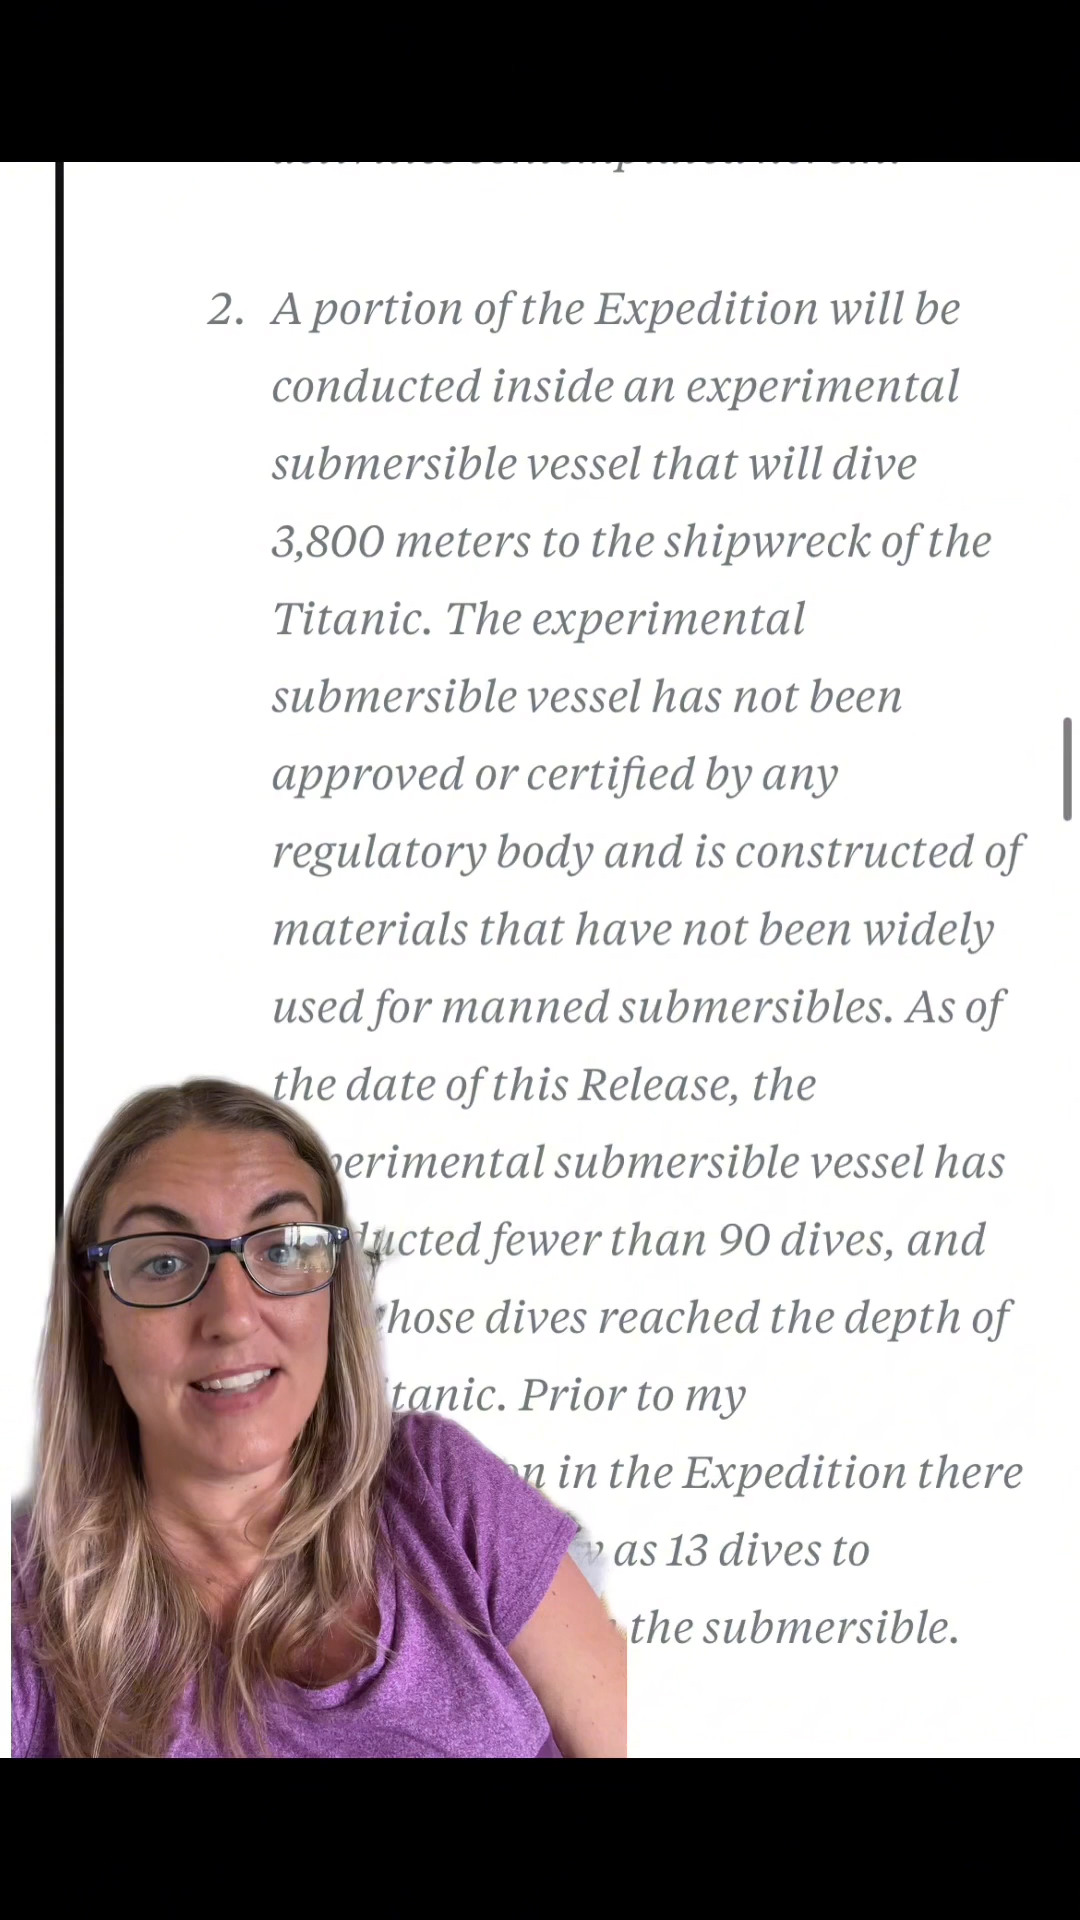 2. A portion of the Expedition will be
conducted inside an experimental
submersible vessel that will dive
3,800 meters to the shipwreck of the
Titanic. The experimental
submersible vessel has not been
approved or certified by any
regulatory body and is constructed of
materials that have not been widely
used for manned submersibles. As of
the date of this Release, the
submersible vessel has
fewer than 90 dives, and
dives reached the depth of
Prior to my
in the Expedition there
as 13 dives to
the submersible.